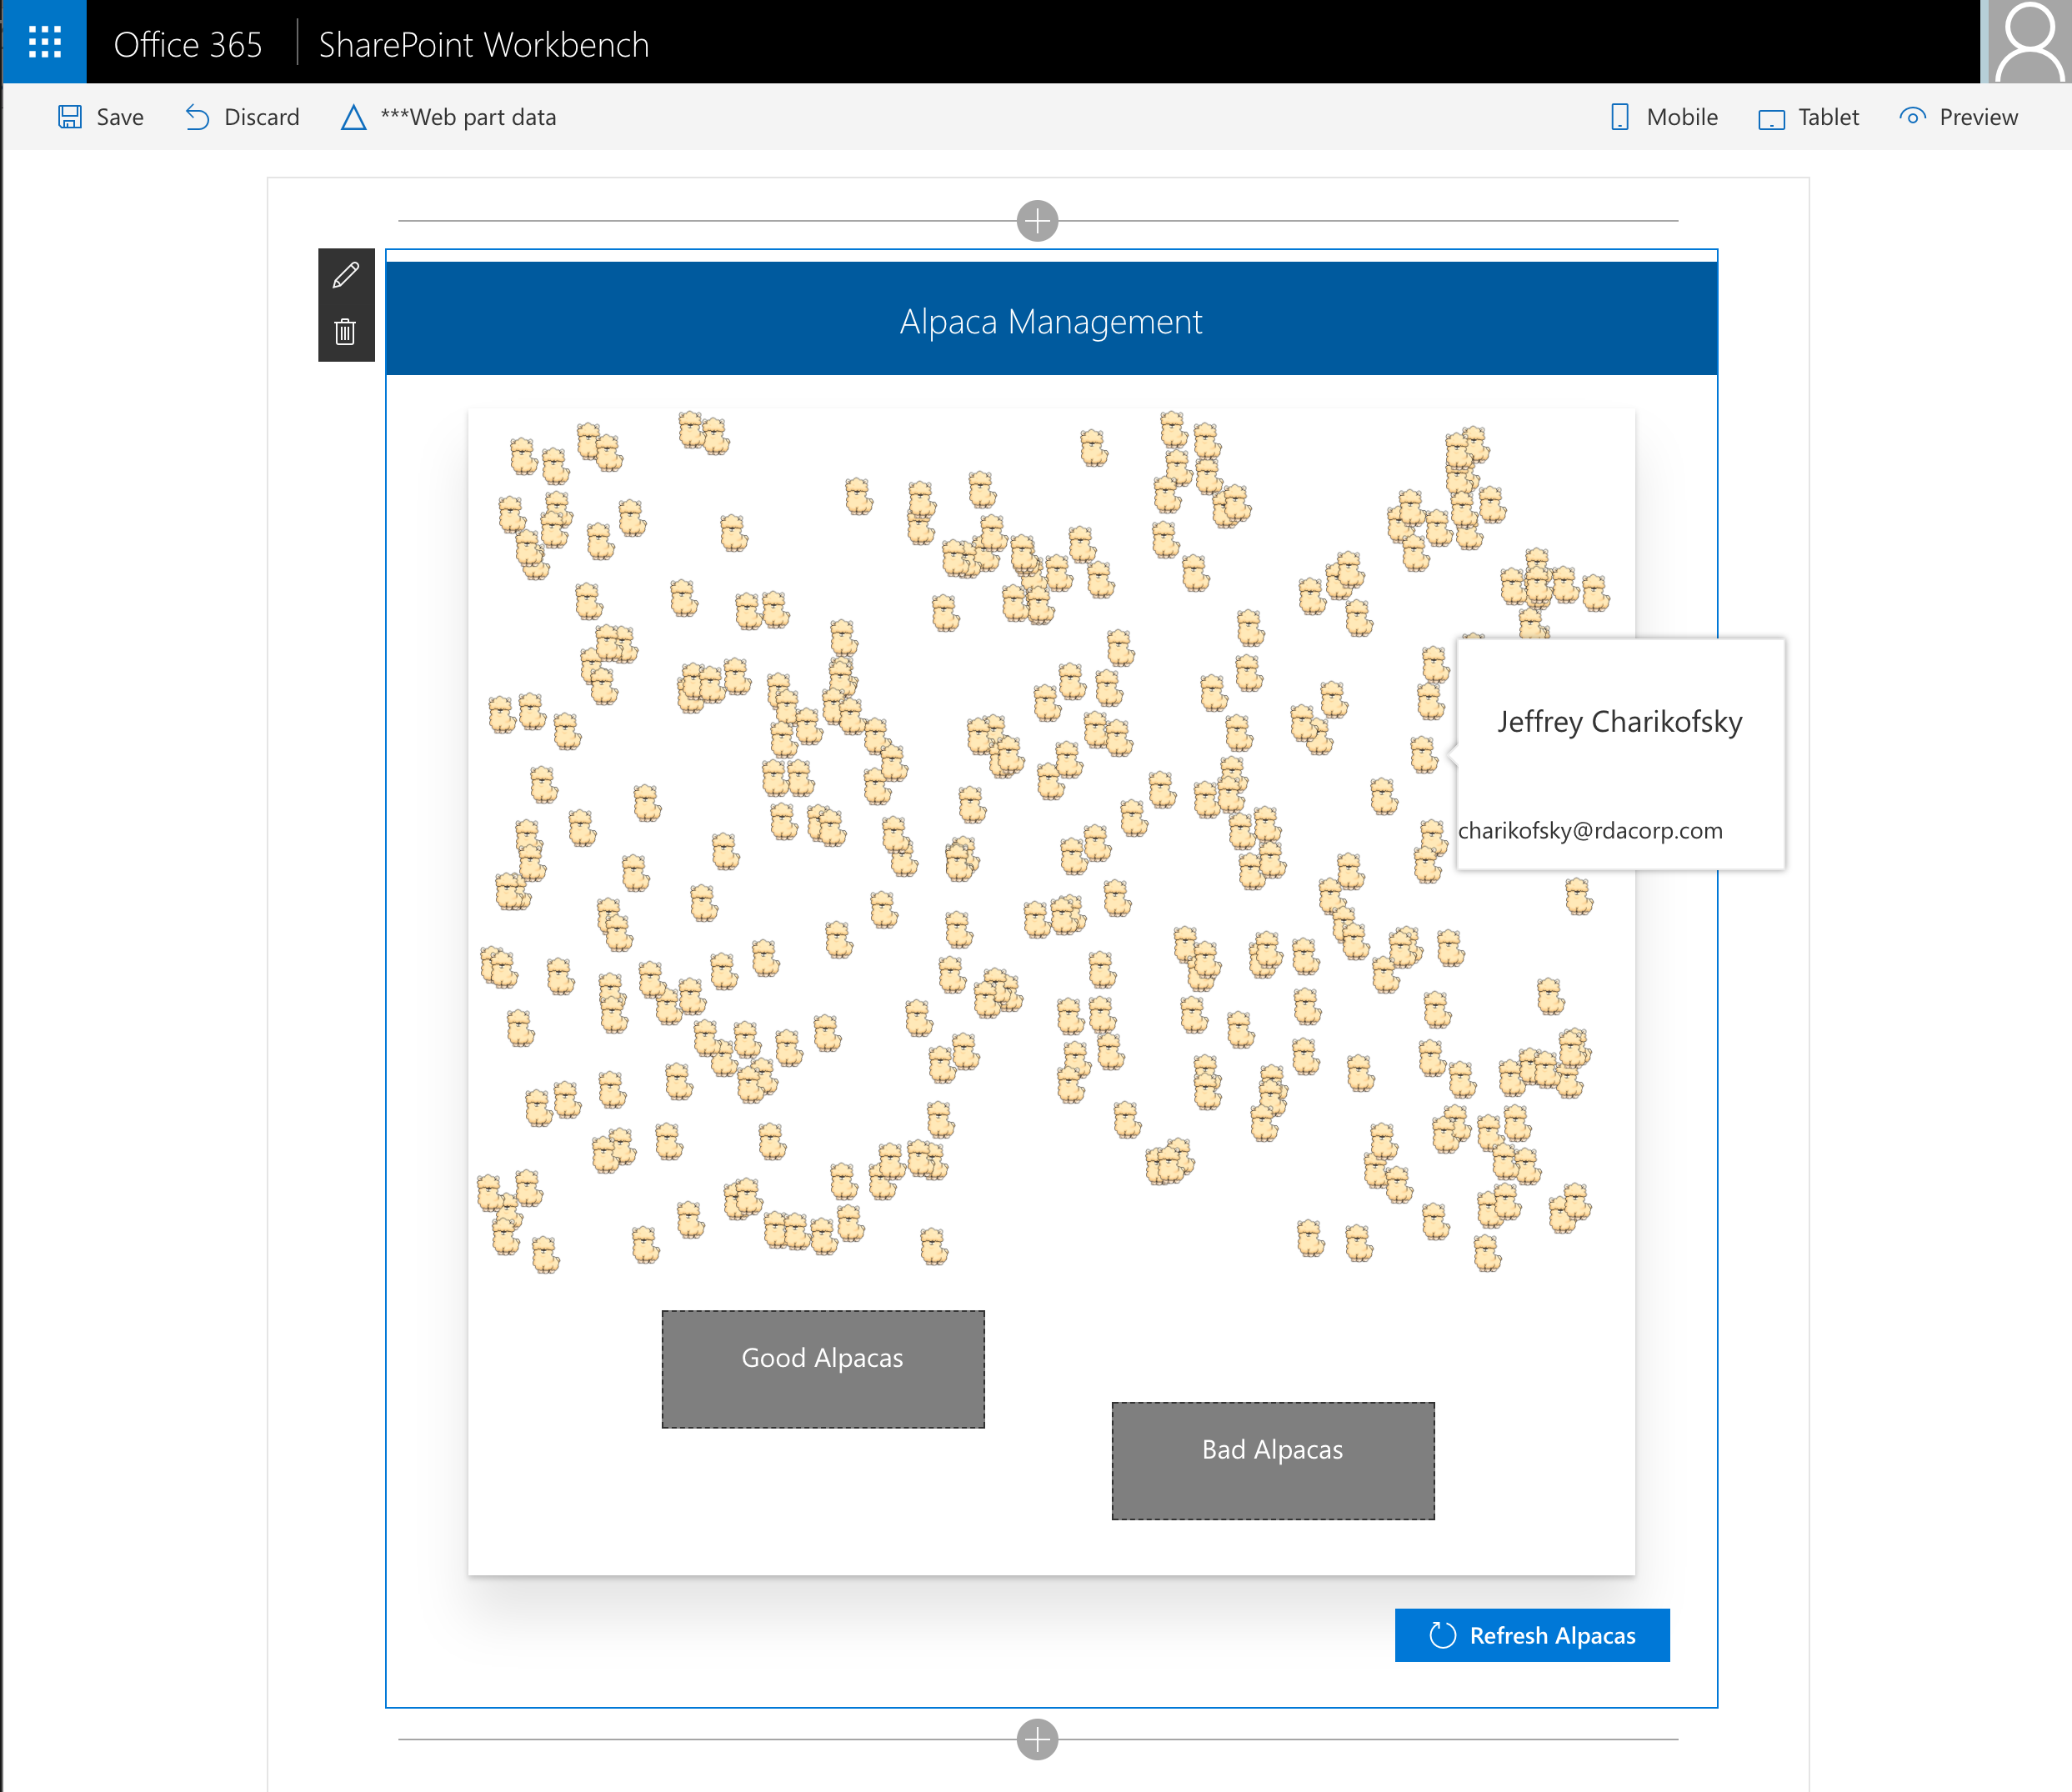 Office 365 SharePoint Workbench
Save Discard ***Web part data Mobile Tablet Preview
Alpaca Management
Jeffrey Charikofsky
charikofsky@rdacorp.com
Good Alpacas
Bad Alpacas
Refresh Alpacas